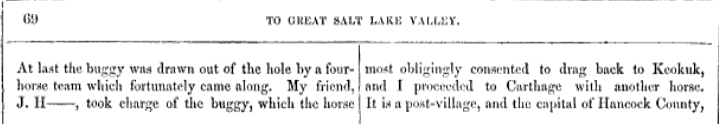 69
TO GREAT SALT LAKE VALLEY.
At last the buggy was drawn out of the hole by a four-
horse team which fortunately came along. My friend,
J. H——, took charge of the buggy, which the horse
most obligingly consented to drag back to Keokuk,
and I proceeded to Carthage with another horse.
It is a post-village, and the capital of Hancock County,